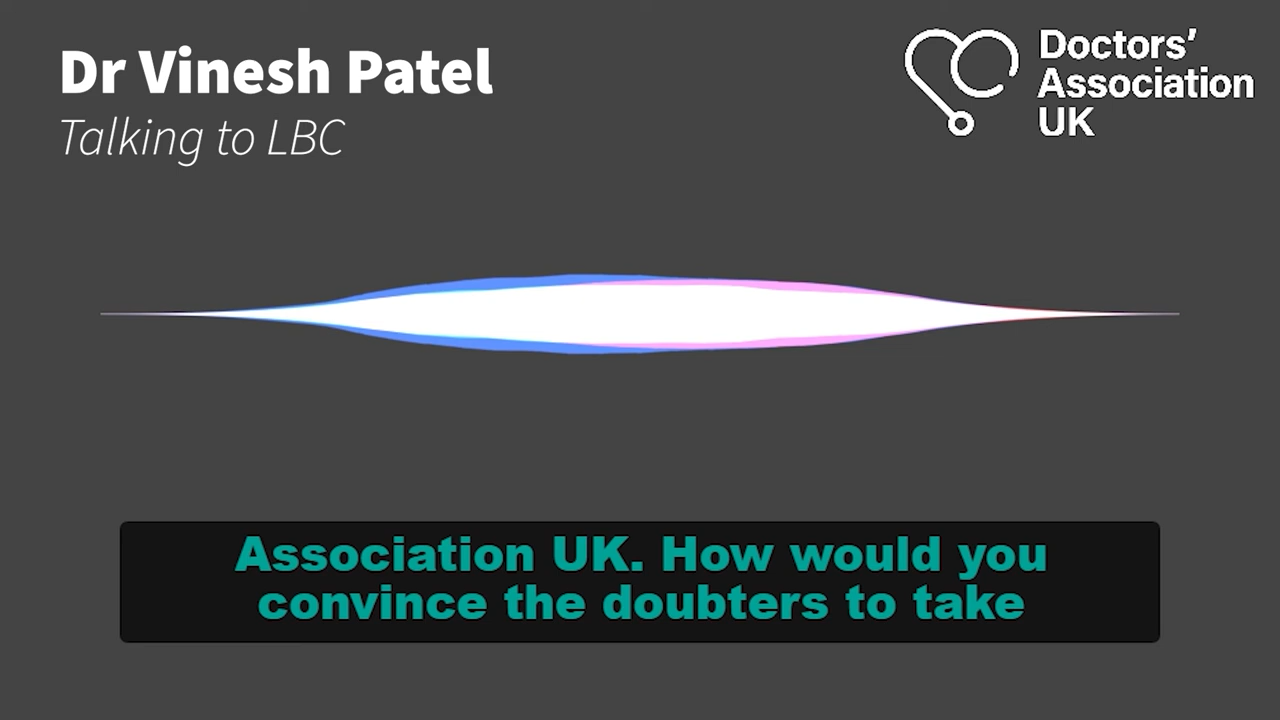 Dr Vinesh Patel
Talking to LBC
Doctors’
Association
UK
Association UK. How would you
convince the doubters to take